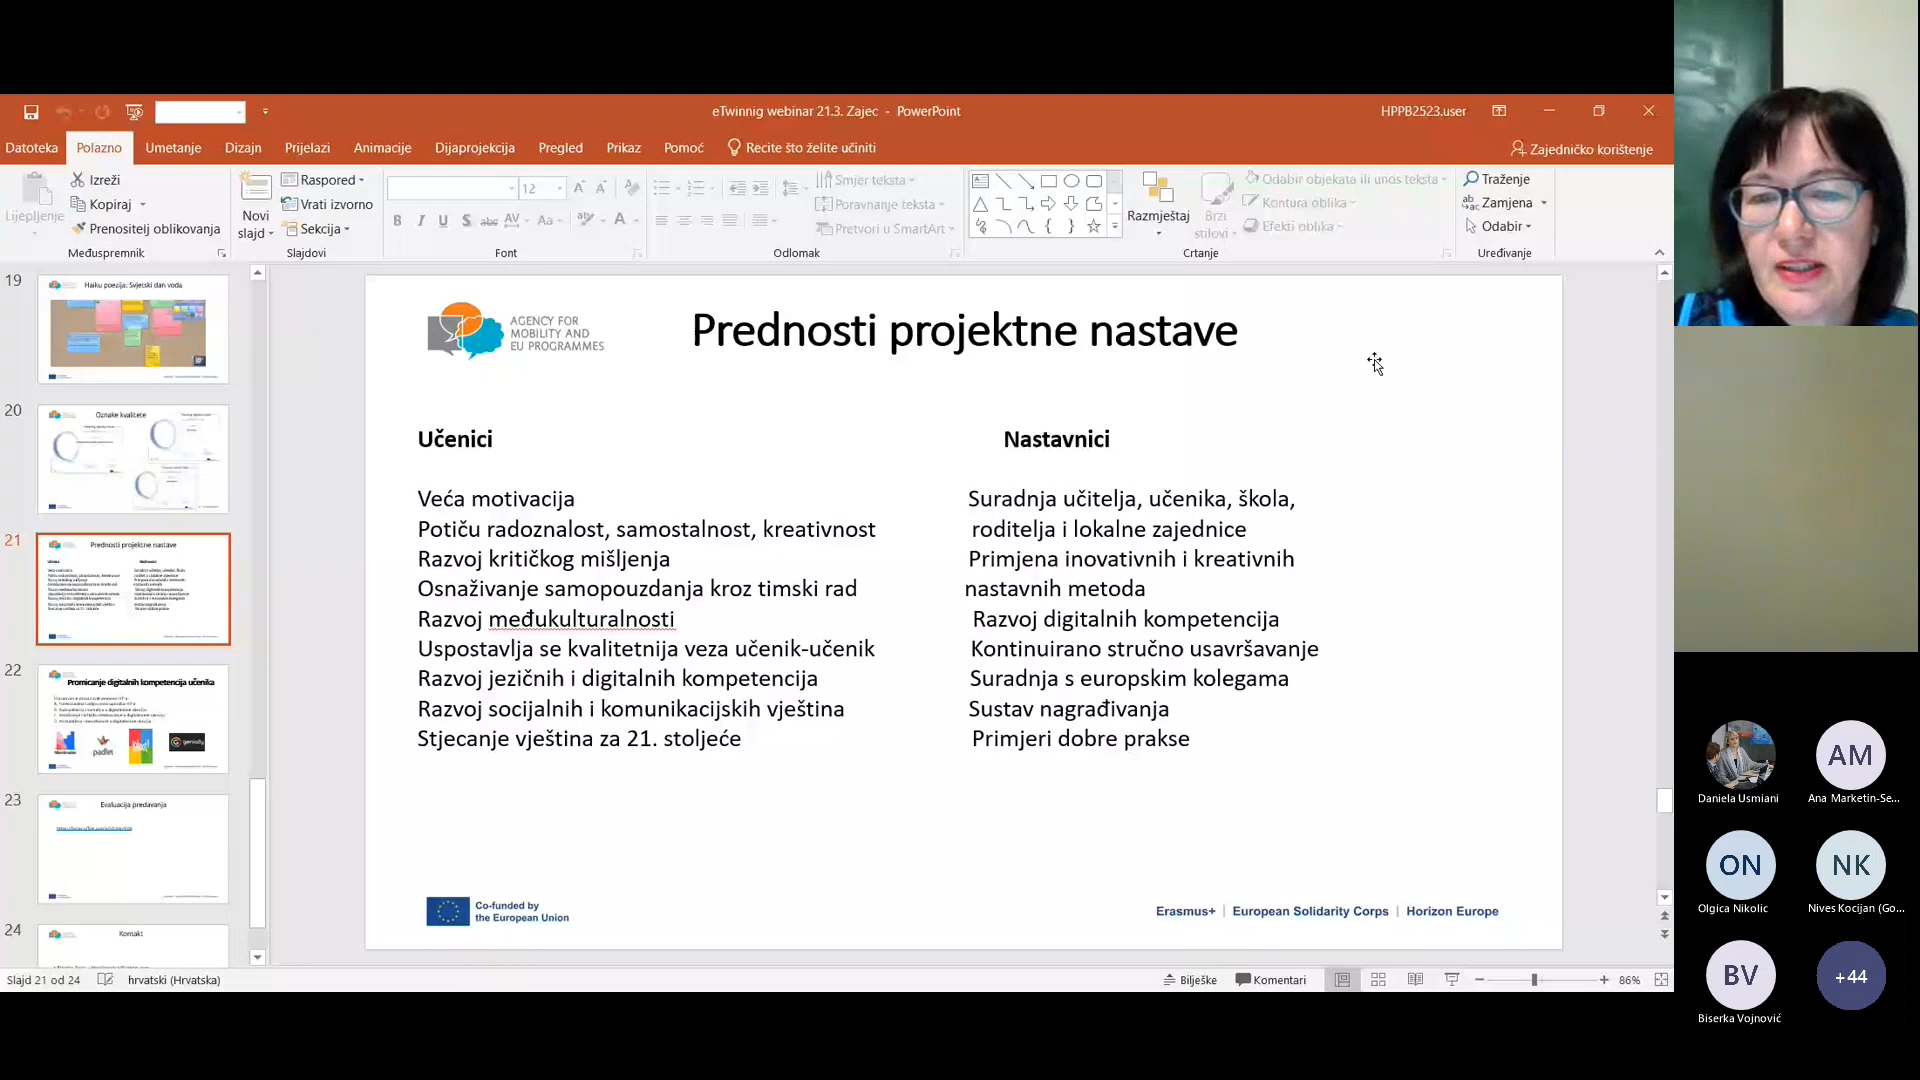 eTwinnig webinar 21.3. Zajec - PowerPoint
HPPB2523.user
Datoteka Polazno Umetanje Dizajn Prijelazi Animacije Dijaprojekcija Pregled Prikaz Pomoć Recite što želite učiniti
Zajedničko korištenje
Lijepljenje
Izreži
Kopiraj
Prenositelj oblikovanja
Međuspremnik
Novi slajd
Raspored
Vrati izvorno
Sekcija
Slajdovi
12
B I U S abc AV Aa A
Font
Smjer teksta
Poravnanje teksta
Pretvori u SmartArt
Odlomak
Razmještaj
Brzi stilovi
Odabir objekata ili unos teksta
Kontura oblika
Efekti oblika
Crtanje
Traženje
Zamjena
Odabir
Uređivanje
19
Haiku poezija: Svjetski dan voda
20
Oznake kvalitete
21
Prednosti projektne nastave
22
Promicanje digitalnih kompetencija učenika
padlet
genially
23
Evaluacija predavanja
24
Kontakt
AGENCY FOR
MOBILITY AND
EU PROGRAMMES
Prednosti projektne nastave
Učenici
Veća motivacija
Potiču radoznalost, samostalnost, kreativnost
Razvoj kritičkog mišljenja
Osnaživanje samopouzdanja kroz timski rad
Razvoj međukulturalnosti
Uspostavlja se kvalitetnija veza učenik-učenik
Razvoj jezičnih i digitalnih kompetencija
Razvoj socijalnih i komunikacijskih vještina
Stjecanje vještina za 21. stoljeće
Nastavnici
Suradnja učitelja, učenika, škola,
roditelja i lokalne zajednice
Primjena inovativnih i kreativnih
nastavnih metoda
Razvoj digitalnih kompetencija
Kontinuirano stručno usavršavanje
Suradnja s europskim kolegama
Sustav nagrađivanja
Primjeri dobre prakse
Co-funded by
the European Union
Erasmus+ | European Solidarity Corps | Horizon Europe
Slajd 21 od 24
hrvatski (Hrvatska)
Bilješke
Komentari
86%
Daniela Usmiani
AM
Ana Marketin-Se...
ON
Olgica Nikolic
NK
Nives Kocijan (Go...
BV
Biserka Vojnović
+44